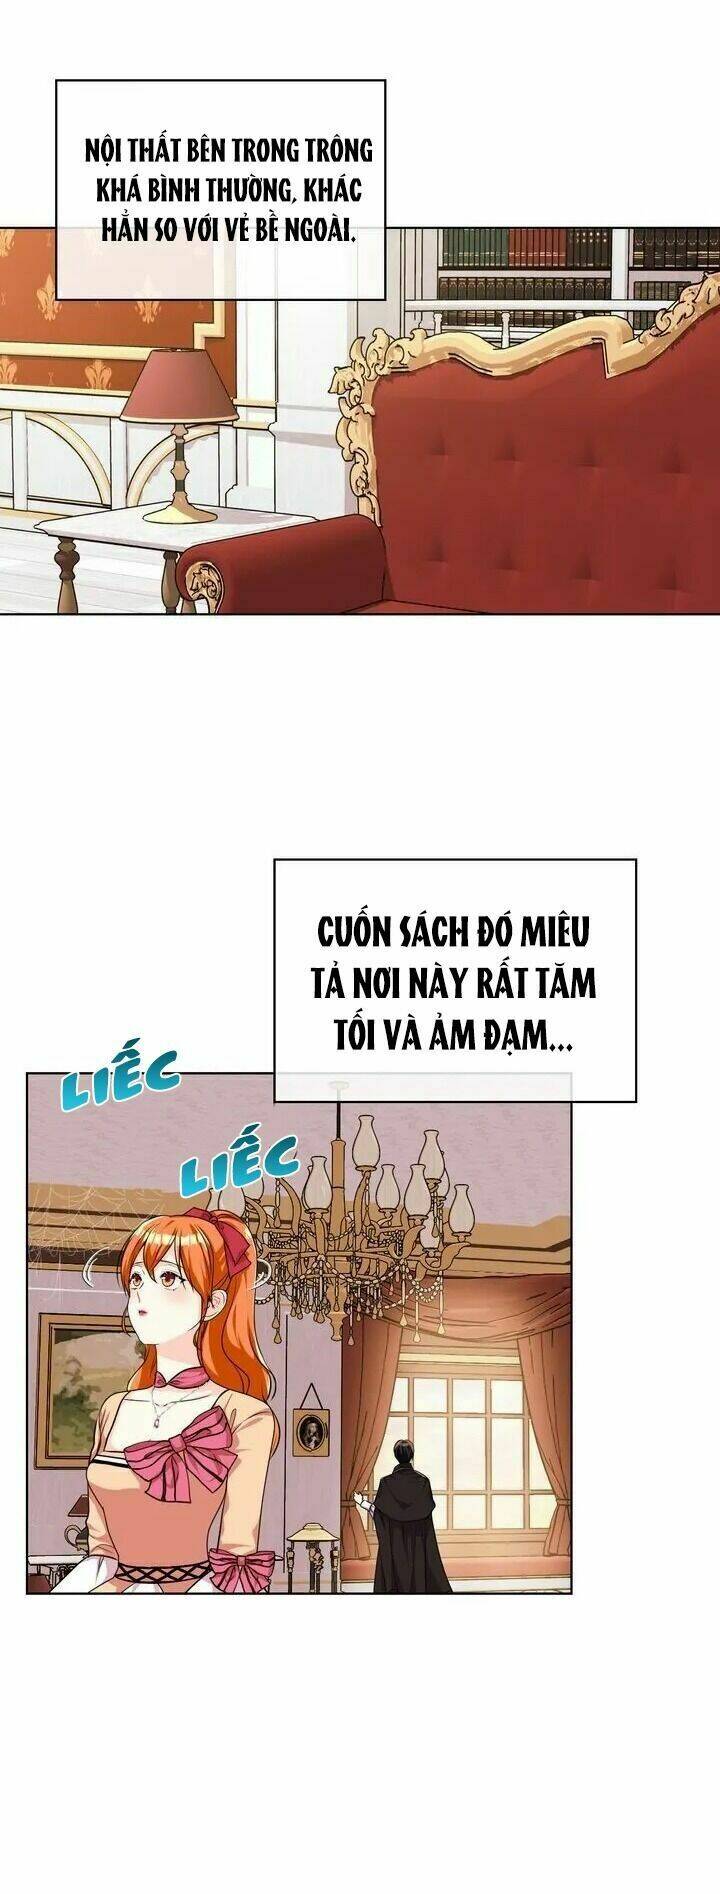 NỘI THẤT BÊN TRONG TRÔNG
KHÁ BÌNH THƯỜNG, KHÁC
HẲN SO VỚI VẺ BỀ NGOÀI.
CUỐN SÁCH ĐÓ MIÊU
TẢ NƠI NÀY RẤT TĂM
TỐI VÀ ẢM ĐẠM...
LIẾC
LIẾC